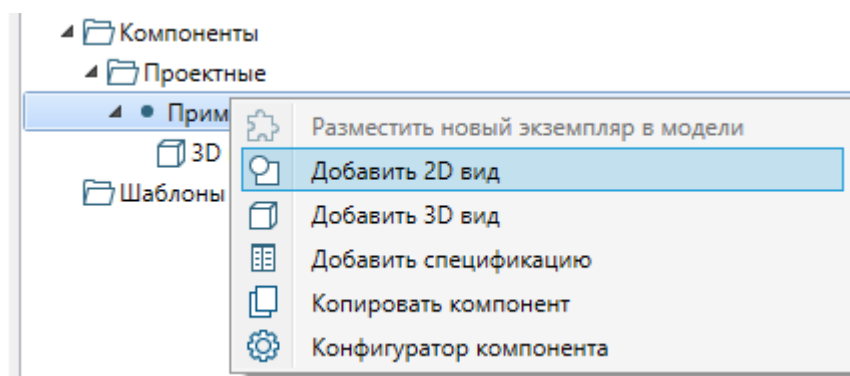 Компоненты
Проектные
Прим
Разместить новый экземпляр в модели
3D
Добавить 2D вид
Шаблоны
Добавить 3D вид
Добавить спецификацию
Копировать компонент
Конфигуратор компонента